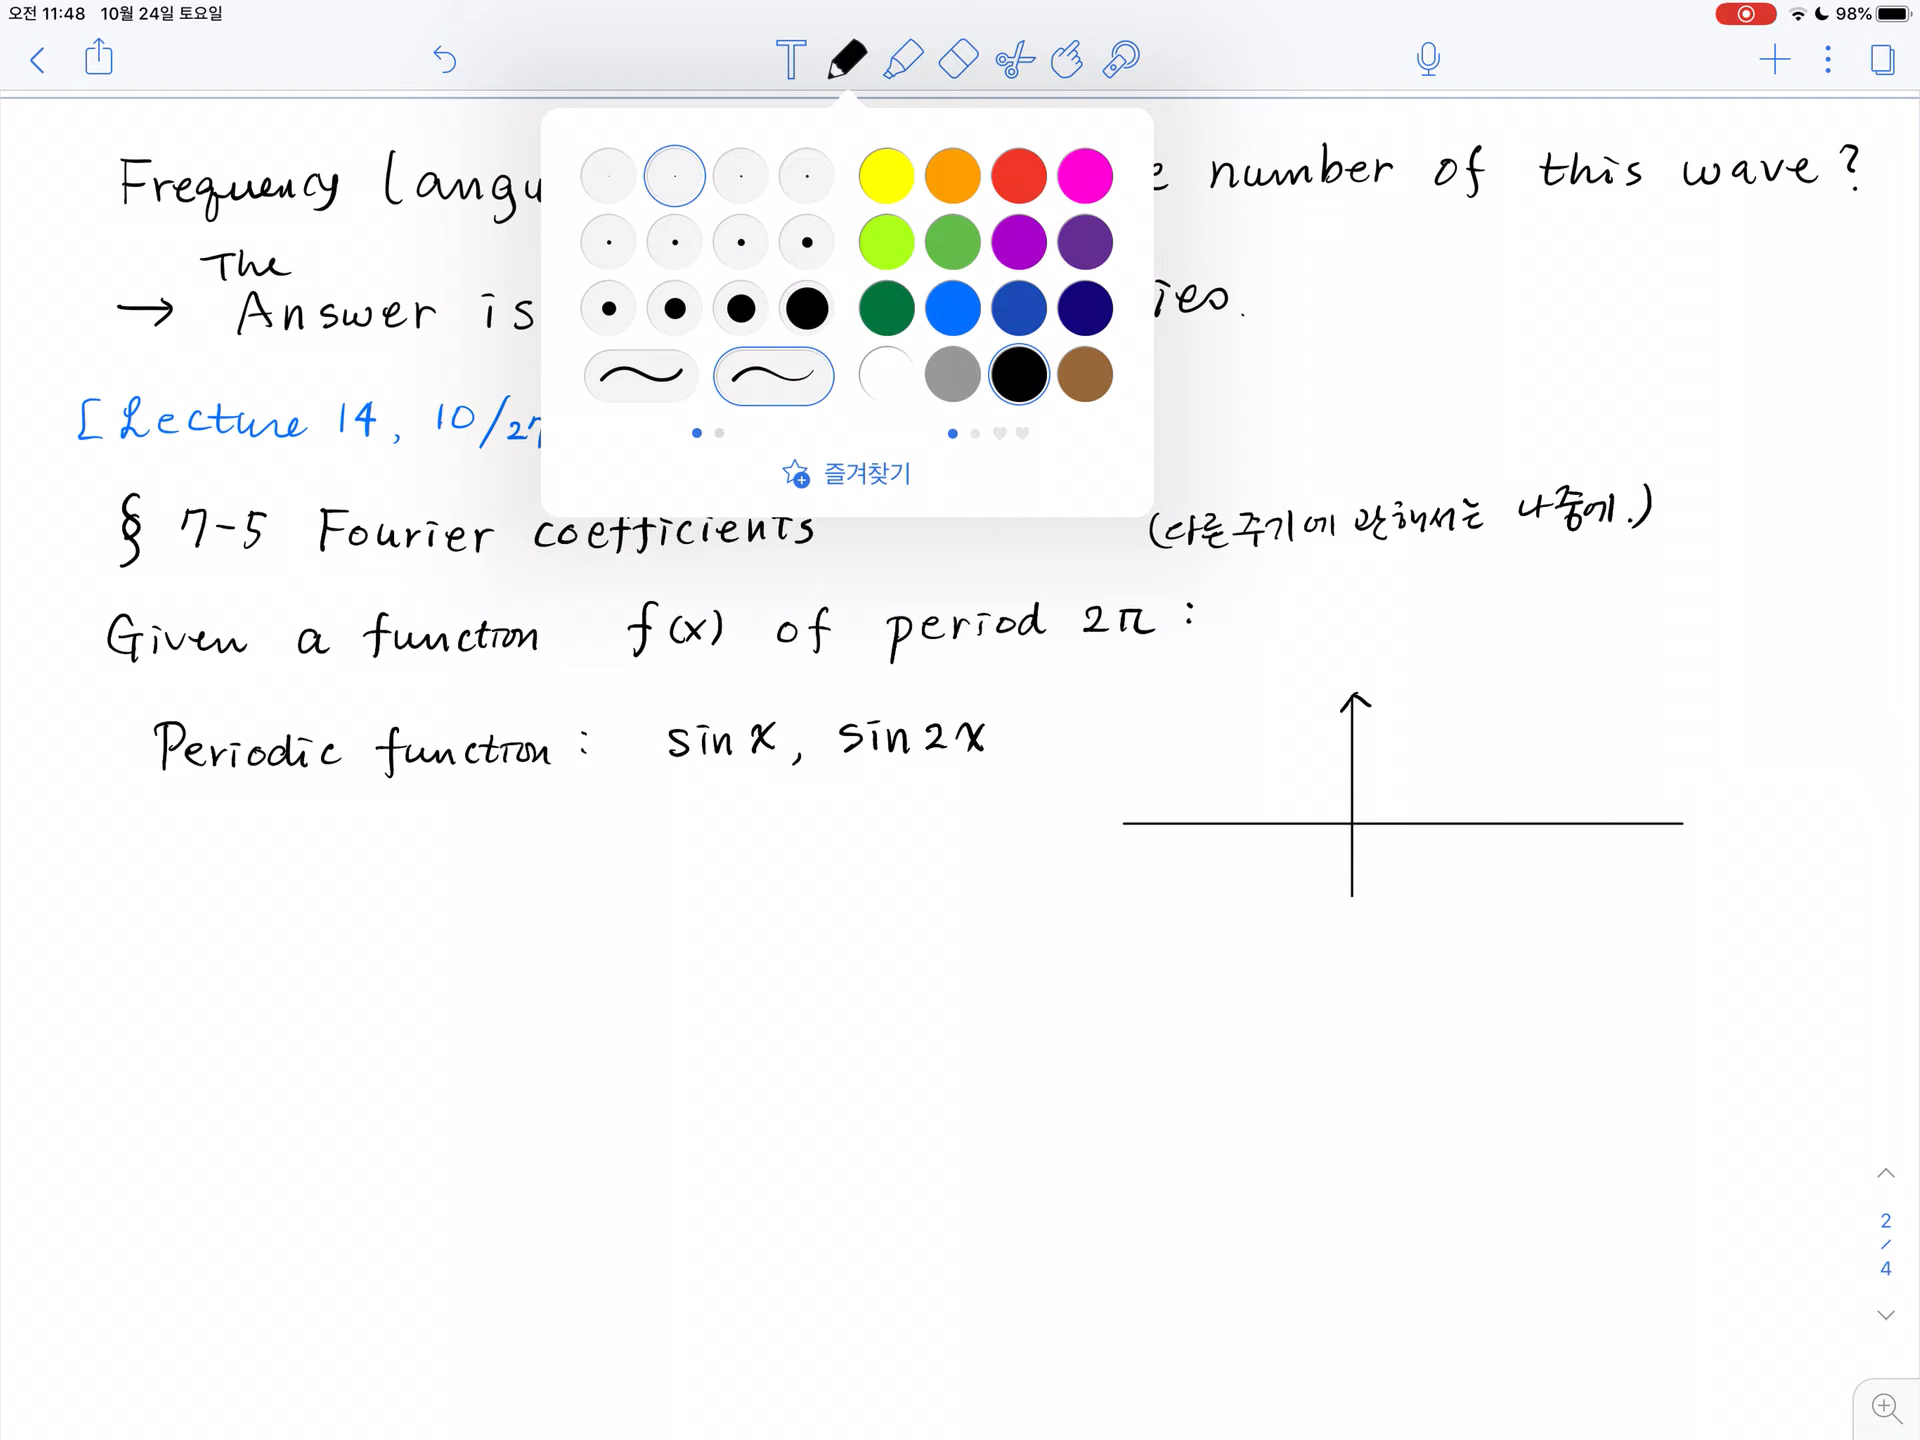 오전 11:48 10월 24일 토요일 98%
Frequency langu number of this wave?
The
→ Answer is ies.
[Lecture 14, 10/27
즐겨찾기
§ 7-5 Fourier coefficients (다른 주기에 관해서는 나중에.)
Given a function f(x) of period 2π :
Periodic function : sin x, sin 2x
2
/
4